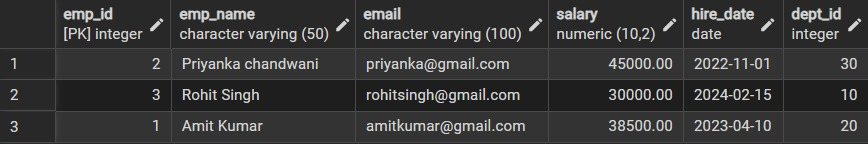 emp_id emp_name email salary hire_date dept_id
[PK] integer character varying (50) character varying (100) numeric (10,2) date integer
1 2 Priyanka chandwani priyanka@gmail.com 45000.00 2022-11-01 30
2 3 Rohit Singh rohitsingh@gmail.com 30000.00 2024-02-15 10
3 1 Amit Kumar amitkumar@gmail.com 38500.00 2023-04-10 20